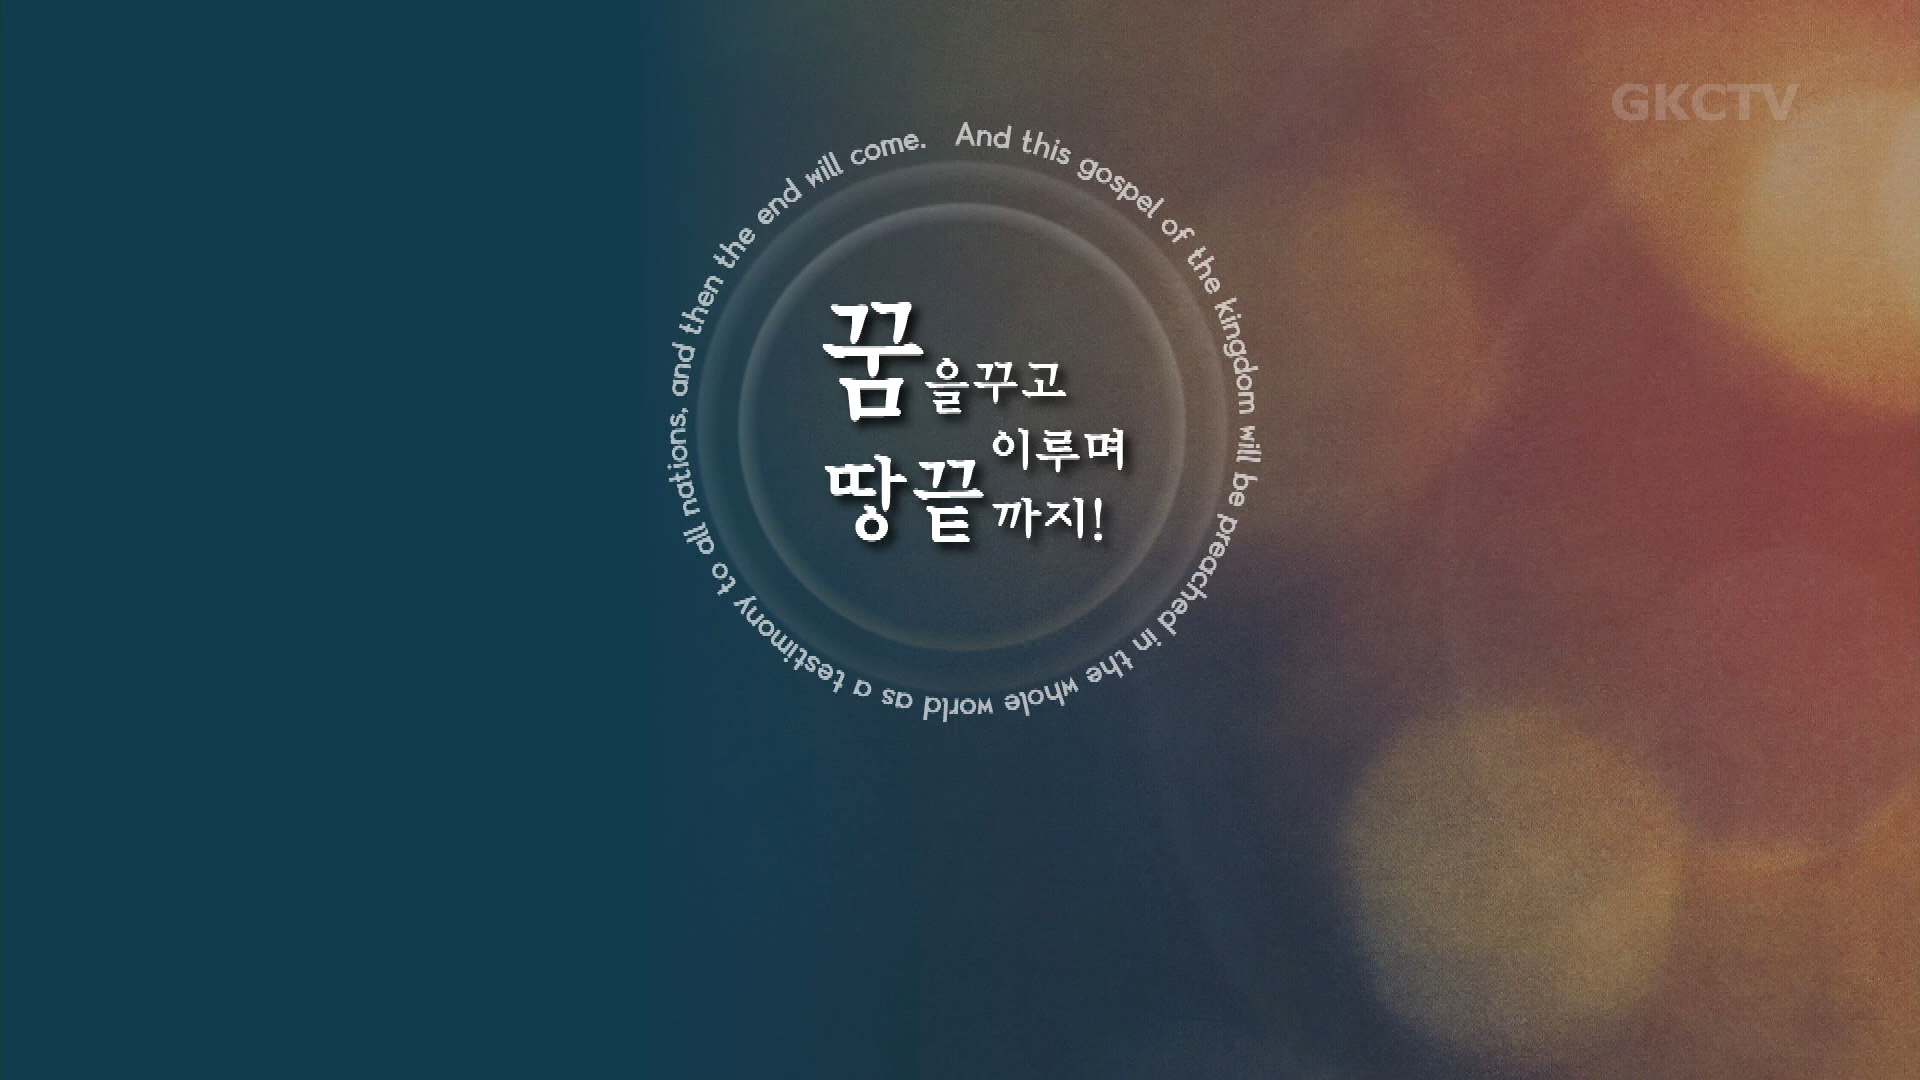 GKCTV
And this gospel of the kingdom will be preached in the whole world as a testimony to all nations, and then the end will come.
꿈을꾸고
이루며
땅끝까지!